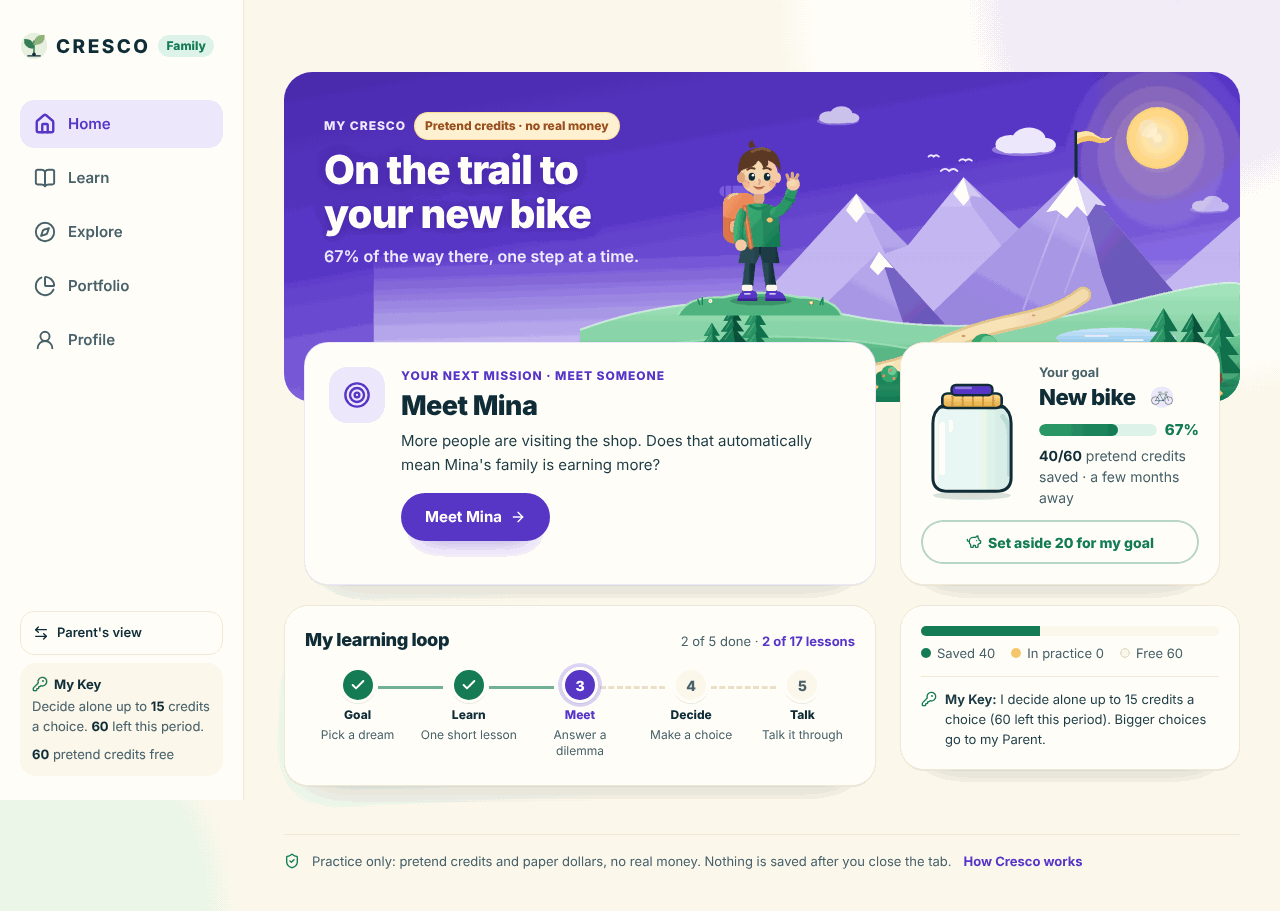 CRESCO Family
Home
Learn
Explore
Portfolio
Profile
Parent's view
My Key
Decide alone up to 15 credits
a choice. 60 left this period.
60 pretend credits free
MY CRESCO Pretend credits · no real money
On the trail to
your new bike
67% of the way there, one step at a time.
YOUR NEXT MISSION · MEET SOMEONE
Meet Mina
More people are visiting the shop. Does that automatically
mean Mina's family is earning more?
Meet Mina
Your goal
New bike
67%
40/60 pretend credits
saved · a few months
away
Set aside 20 for my goal
My learning loop
2 of 5 done · 2 of 17 lessons
3 4 5
Goal Learn Meet Decide Talk
Pick a dream One short lesson Answer a Make a choice Talk it through
dilemma
Saved 40 In practice 0 Free 60
My Key: I decide alone up to 15 credits a
choice (60 left this period). Bigger choices
go to my Parent.
Practice only: pretend credits and paper dollars, no real money. Nothing is saved after you close the tab. How Cresco works